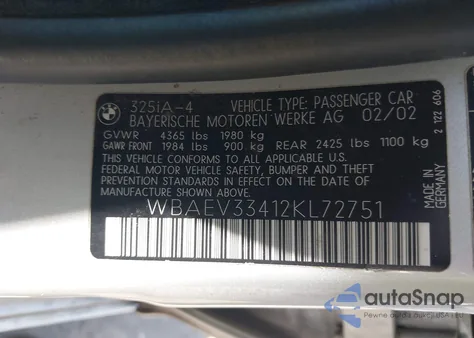 325iA-4 VEHICLE TYPE: PASSENGER CAR
BAYERISCHE MOTOREN WERKE AG 02/02
GVWR 4365 lbs 1980 kg
GAWR FRONT 1984 lbs 900 kg REAR 2425 lbs 1100 kg
THIS VEHICLE CONFORMS TO ALL APPLICABLE U.S.
FEDERAL MOTOR VEHICLE SAFETY, BUMPER AND THEFT
PREVENTION STANDARDS IN EFFECT ON THE DATE OF
MANUFACTURE SHOWN ABOVE.
WBAEV33412KL72751
MADE IN
GERMANY
2 122 606
autoSnap